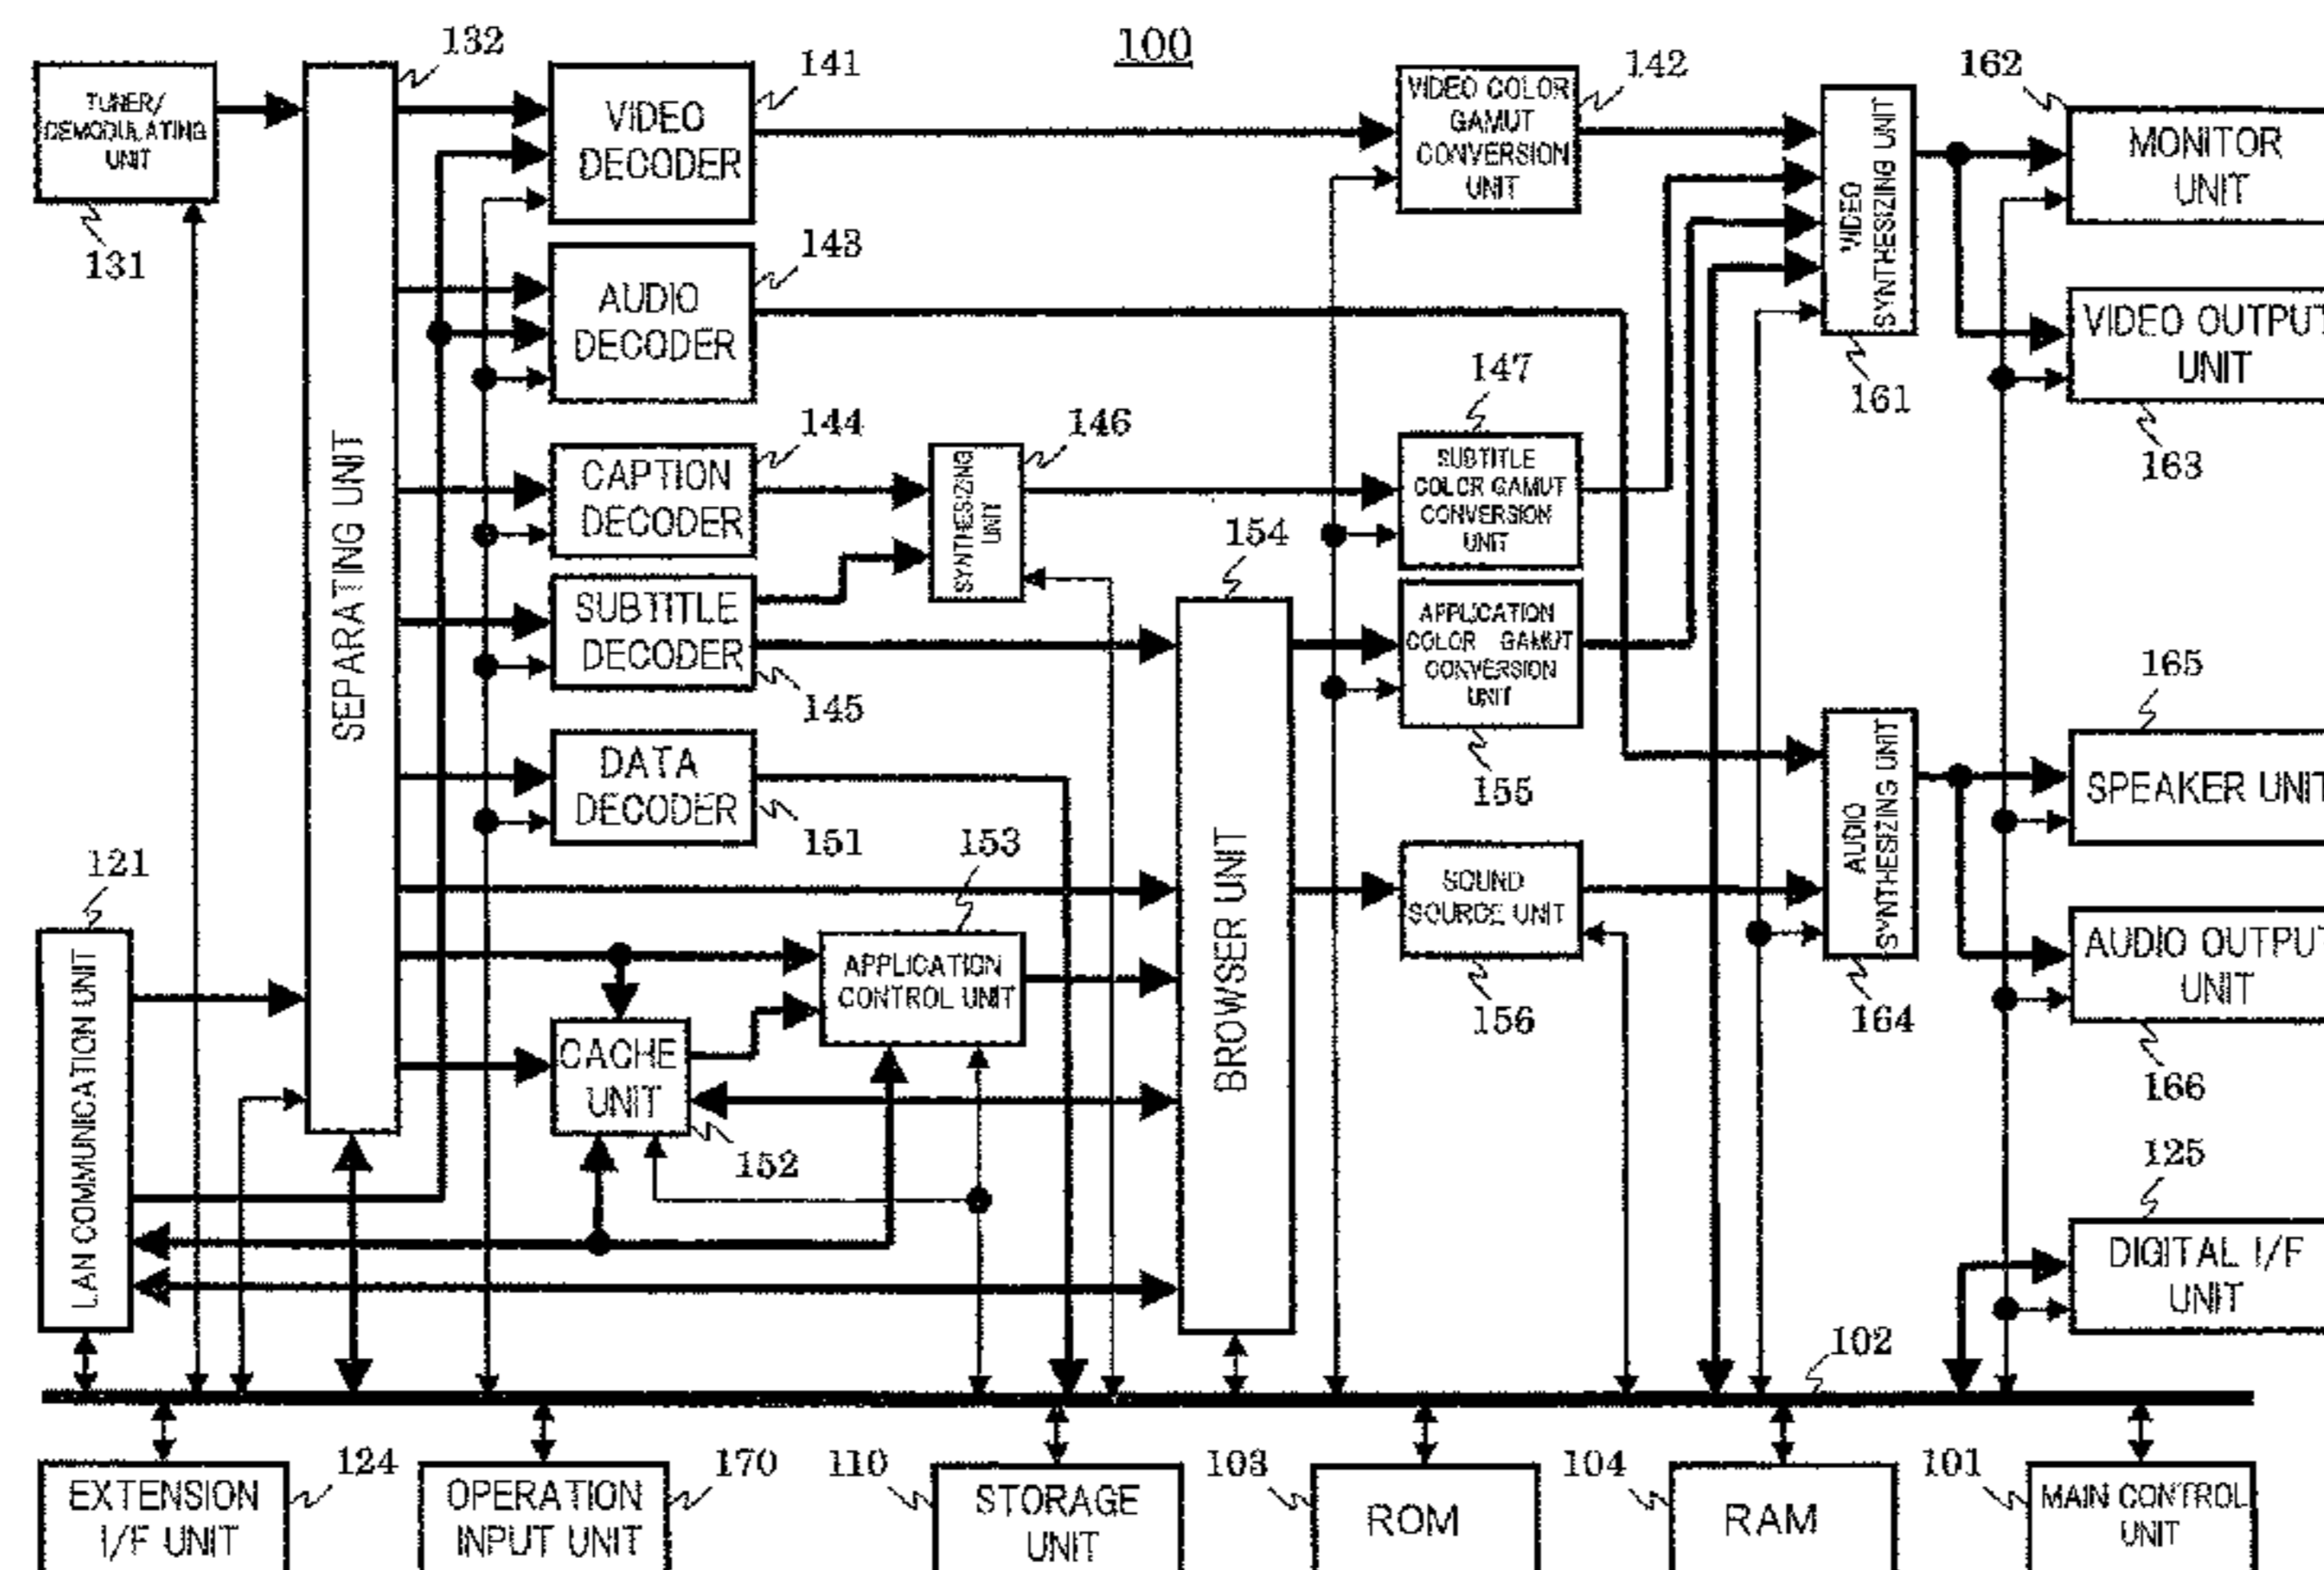 100
132
141
142
162
TUNER/
DEMODULATING
UNIT
131
SEPARATING UNIT
VIDEO
DECODER
VIDEO COLOR
GAMUT
CONVERSION
UNIT
VIDEO
SYNTHESIZING UNIT
161
MONITOR
UNIT
143
AUDIO
DECODER
VIDEO OUTPUT
UNIT
163
144
CAPTION
DECODER
146
SYNTHESIZING
UNIT
147
SUBTITLE
COLOR GAMUT
CONVERSION
UNIT
SUBTITLE
DECODER
145
154
BROWSER UNIT
APPLICATION
COLOR GAMUT
CONVERSION
UNIT
155
165
SPEAKER UNIT
DATA
DECODER
151
153
APPLICATION
CONTROL UNIT
SOUND
SOURCE UNIT
156
AUDIO
SYNTHESIZING UNIT
164
AUDIO OUTPUT
UNIT
166
121
LAN COMMUNICATION UNIT
CACHE
UNIT
152
125
DIGITAL I/F
UNIT
102
EXTENSION
I/F UNIT
124
OPERATION
INPUT UNIT
170
110
STORAGE
UNIT
103
ROM
104
RAM
101
MAIN CONTROL
UNIT